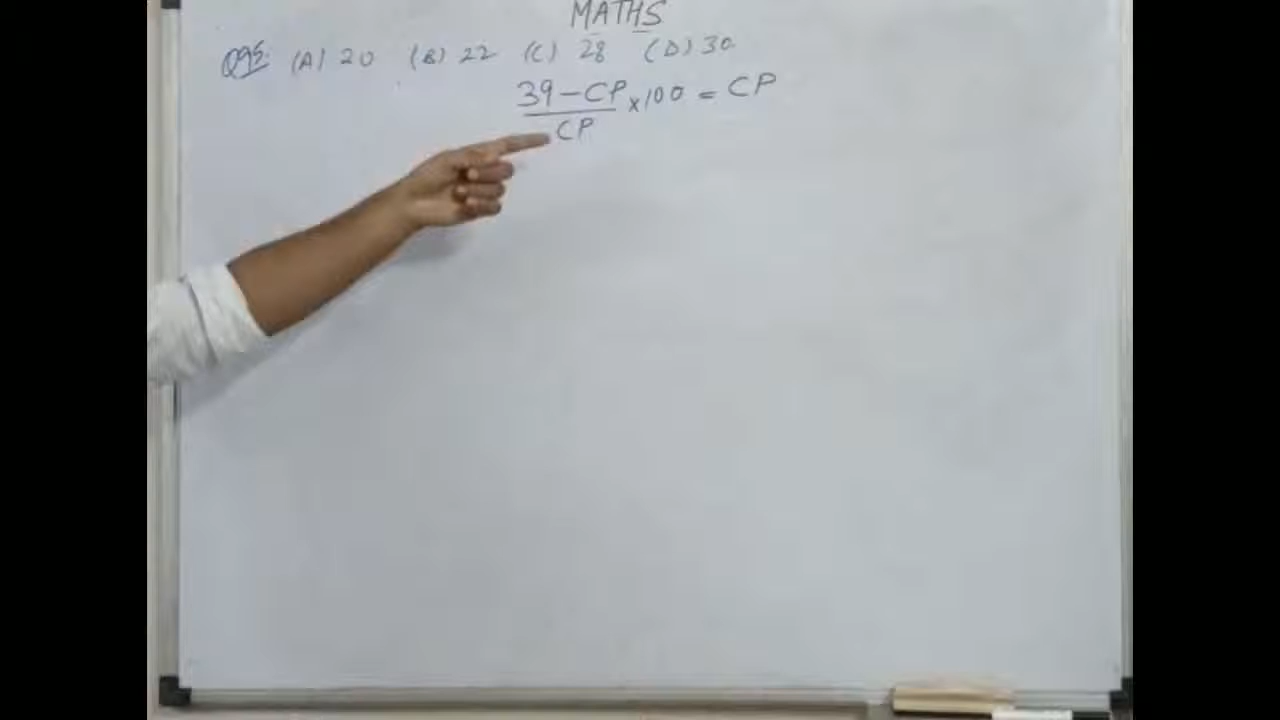 MATHS
Q95. (A) 20 (B) 22 (C) 28 (D) 30
39 - CP
CP
× 100 = CP